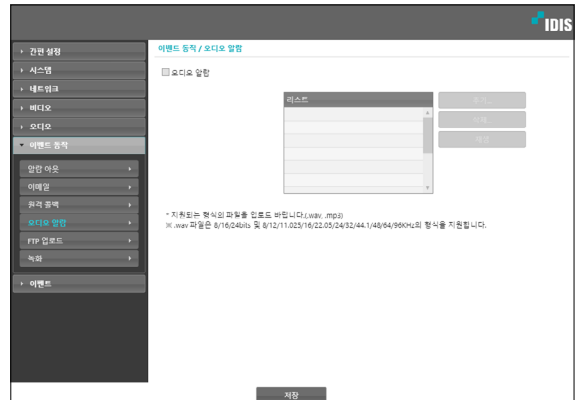 IDIS
간편 설정
시스템
네트워크
비디오
오디오
이벤트 동작
알람 아웃
이메일
원격 콜백
오디오 알람
FTP 업로드
녹화
이벤트
이벤트 동작 / 오디오 알람
오디오 알람
리스트
추가...
삭제...
* 지원되는 형식의 파일을 업로드 바랍니다.(.wav, .mp3)
※ .wav 파일은 8/16/24bits 및 8/12/11.025/16/22.05/24/32/44.1/48/64/96KHz의 형식을 지원합니다.
저장